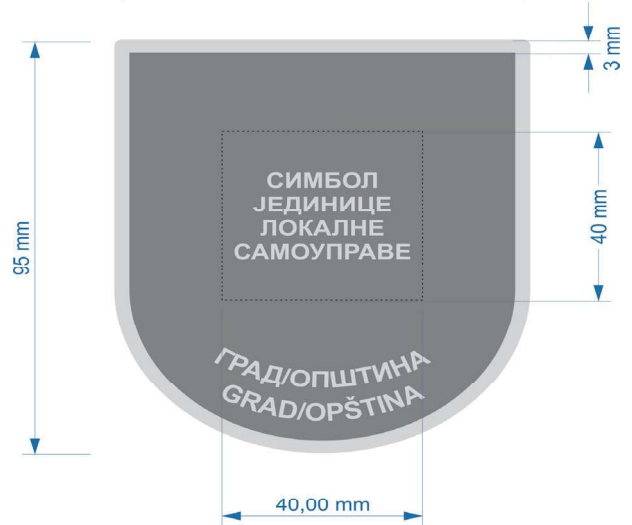 3 mm
95 mm
СИМБОЛ
ЈЕДИНИЦЕ
ЛОКАЛНЕ
САМОУПРАВЕ
40 mm
ГРАД/ОПШТИНА
GRAD/OPŠTINA
40,00 mm